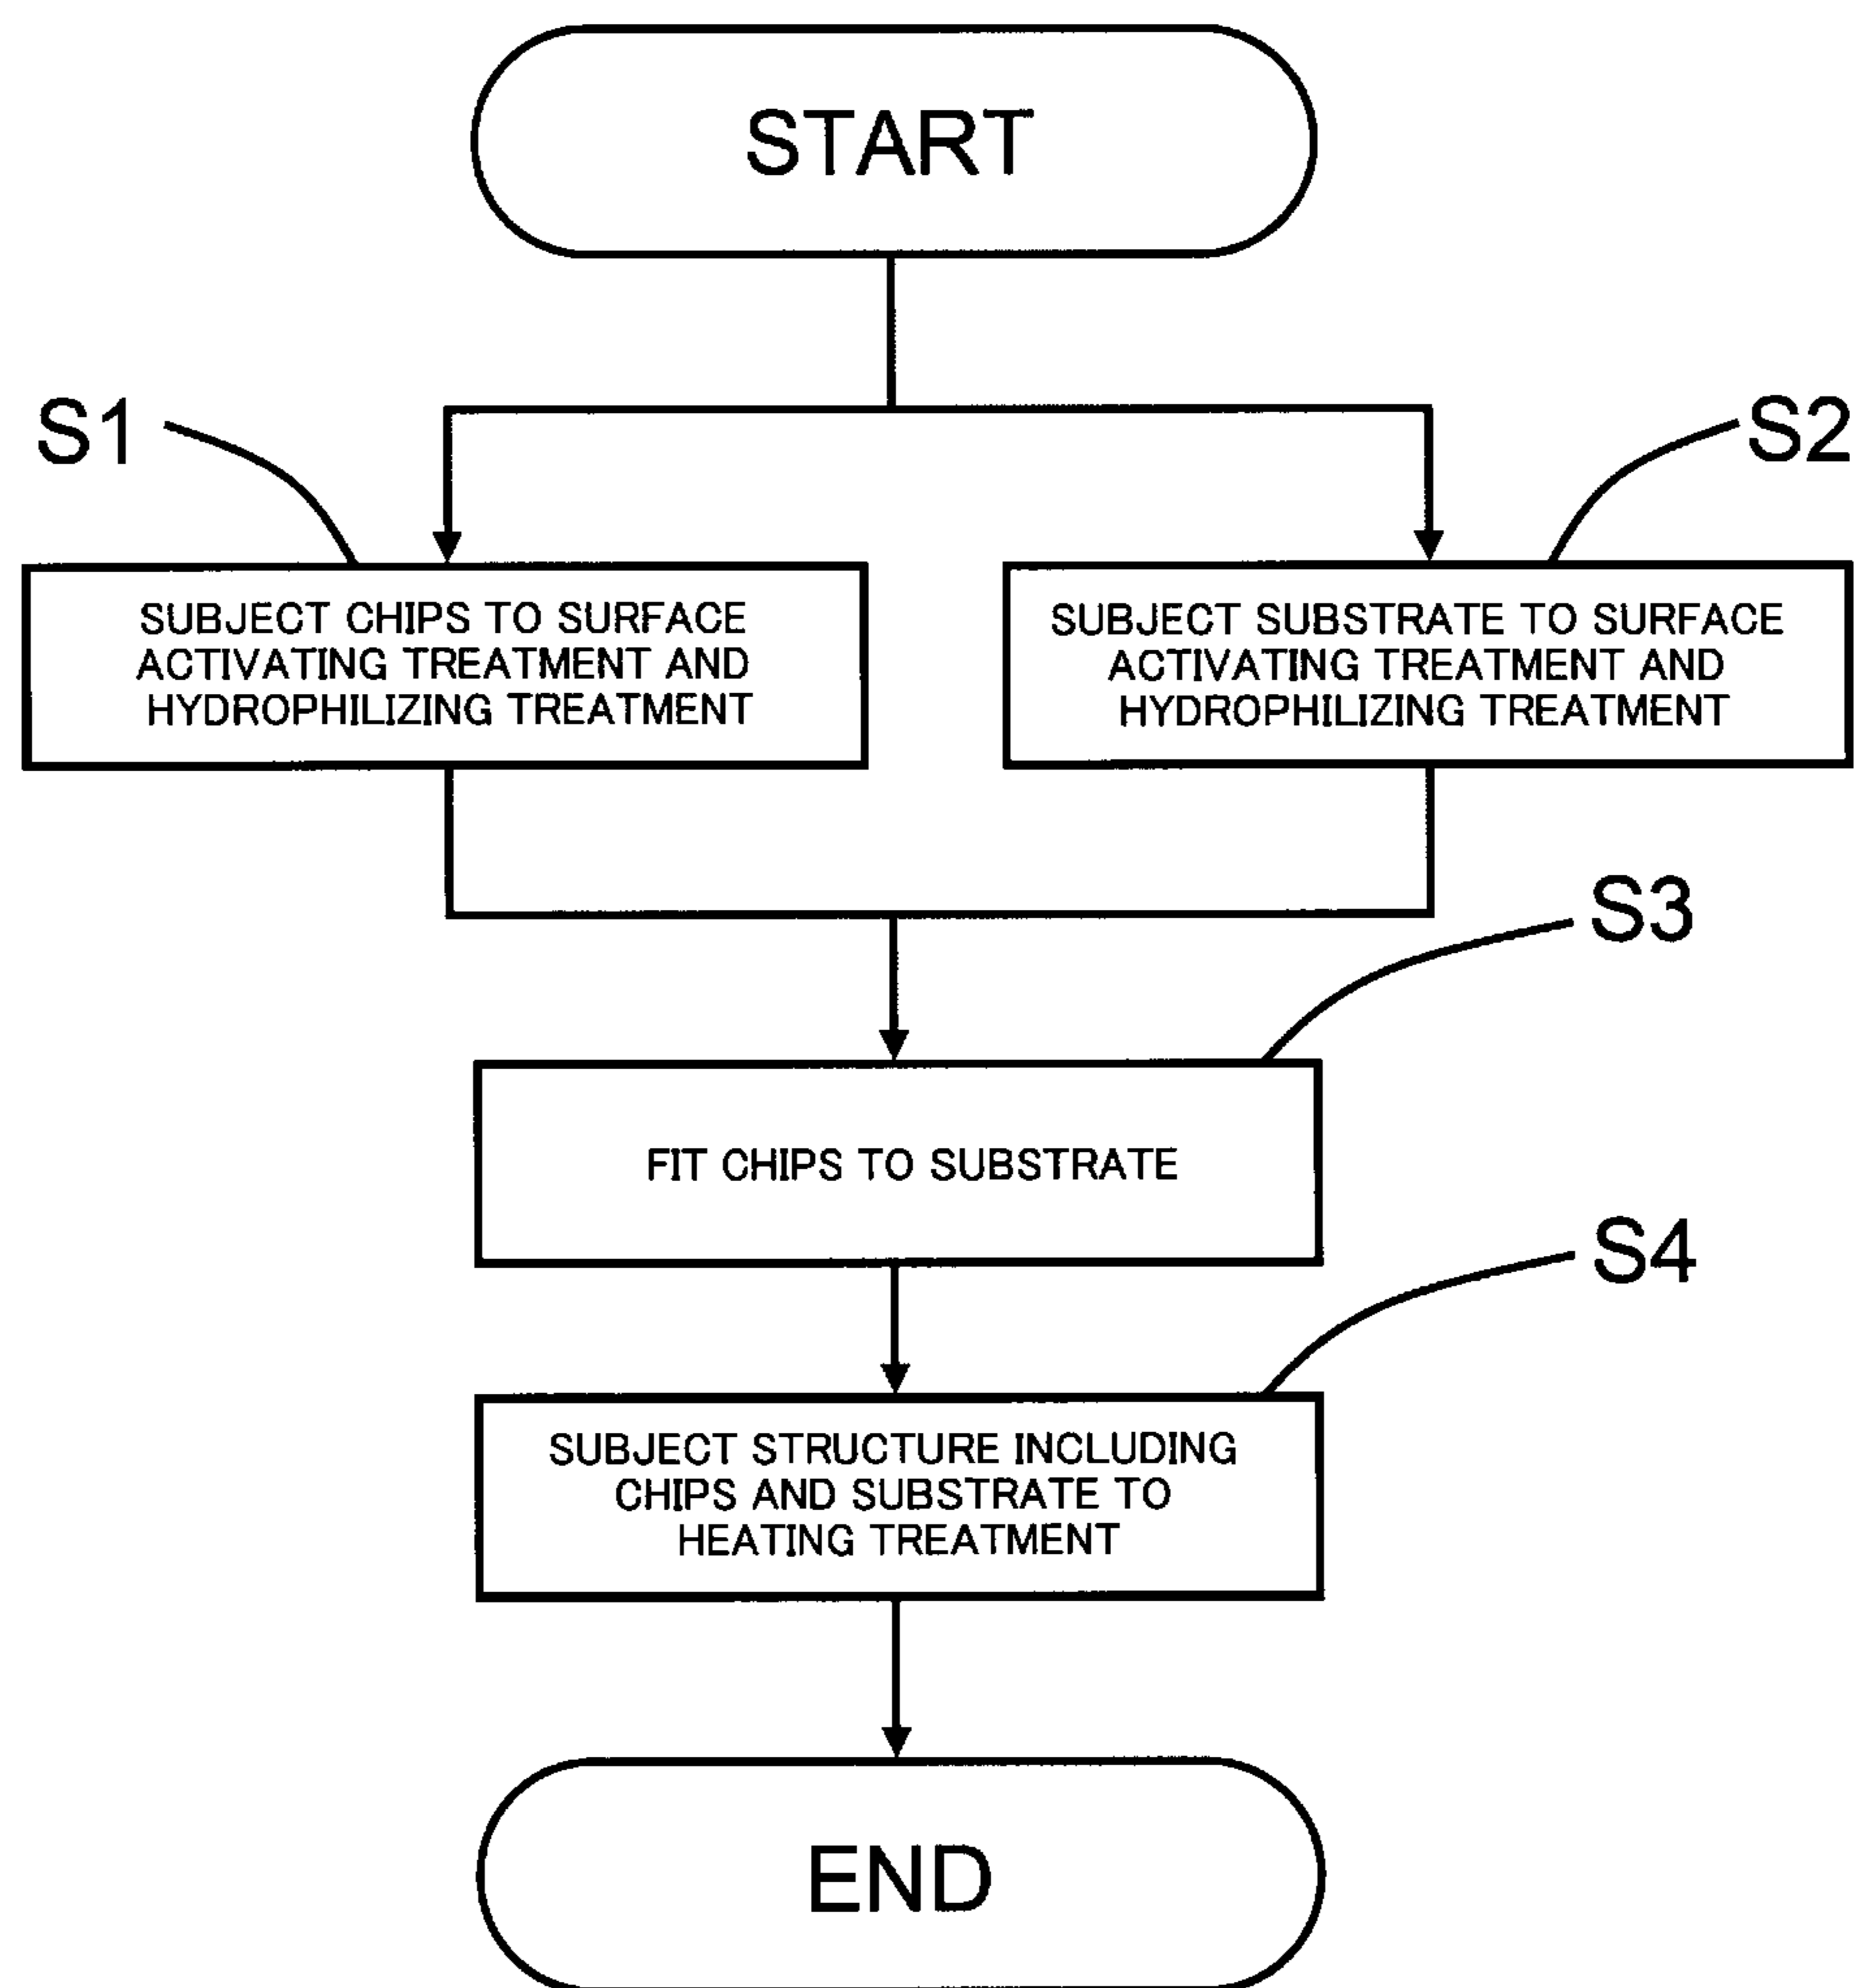 START
S1
S2
SUBJECT CHIPS TO SURFACE
ACTIVATING TREATMENT AND
HYDROPHILIZING TREATMENT
SUBJECT SUBSTRATE TO SURFACE
ACTIVATING TREATMENT AND
HYDROPHILIZING TREATMENT
S3
FIT CHIPS TO SUBSTRATE
S4
SUBJECT STRUCTURE INCLUDING
CHIPS AND SUBSTRATE TO
HEATING TREATMENT
END